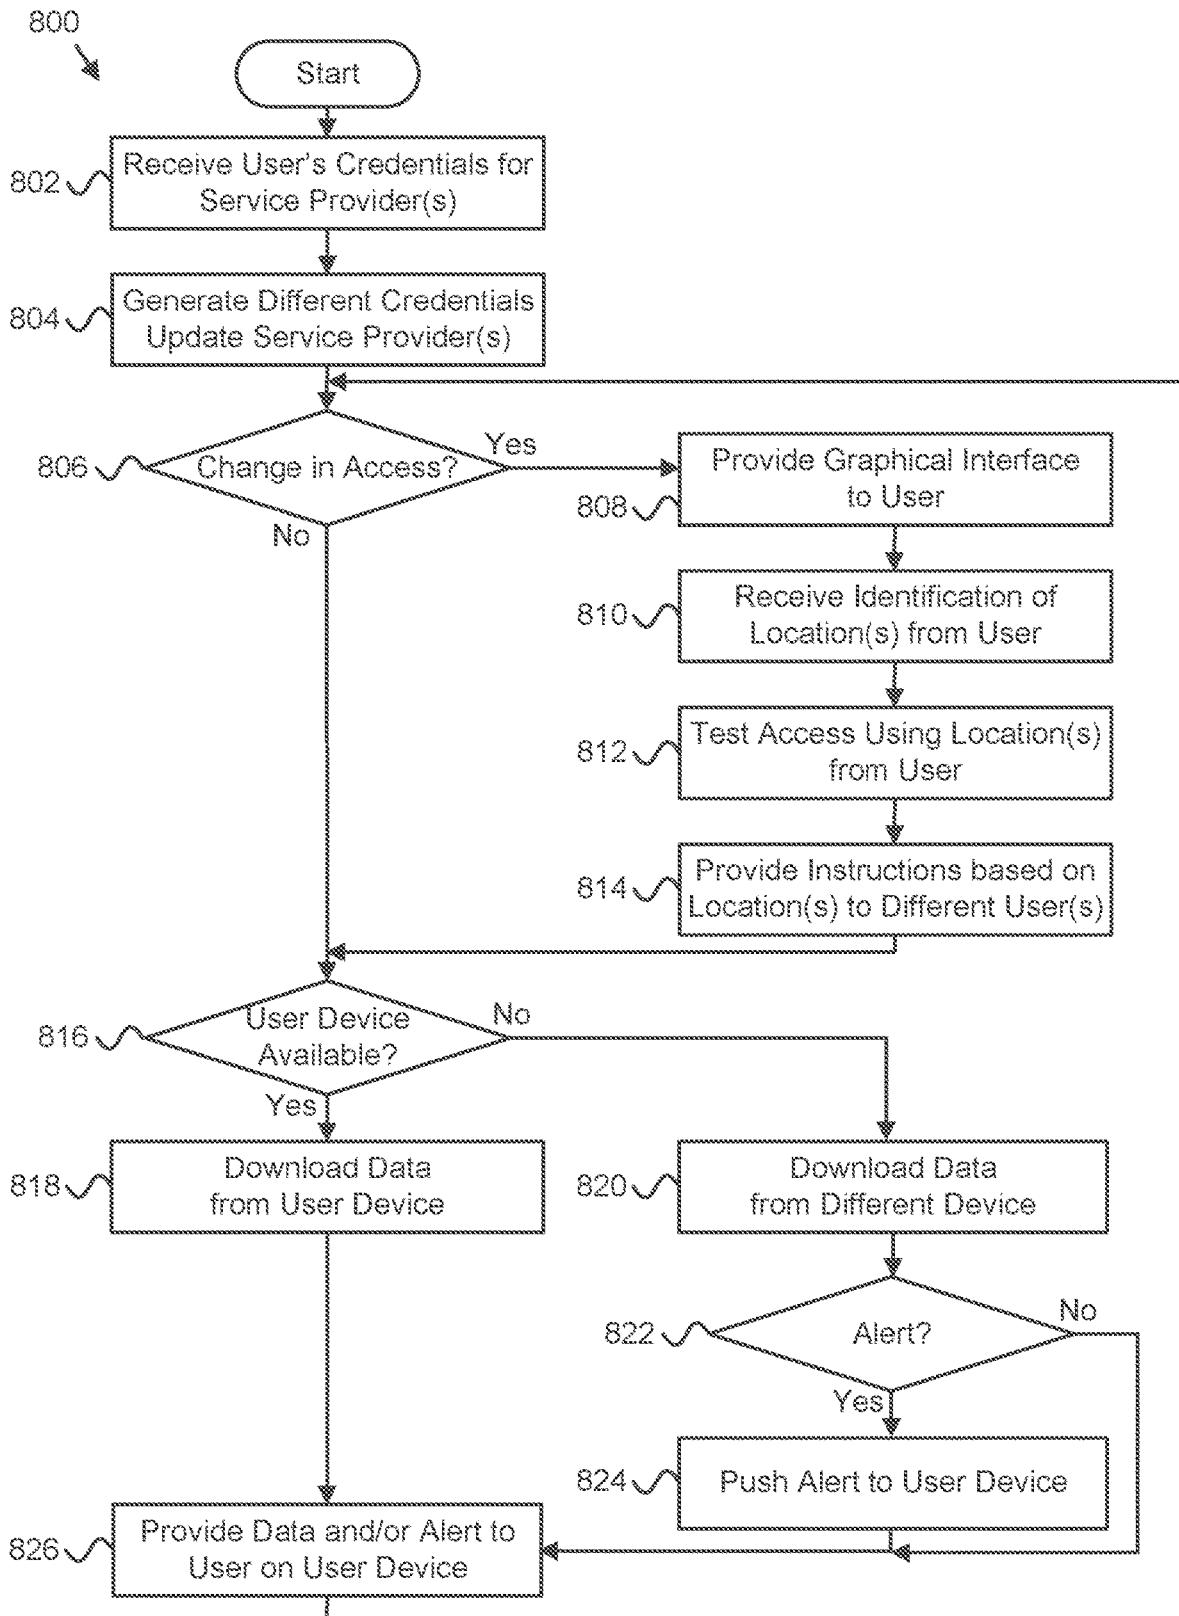 800
Start
802
Receive User's Credentials for
Service Provider(s)
804
Generate Different Credentials
Update Service Provider(s)
806
Change in Access?
Yes
No
808
Provide Graphical Interface
to User
810
Receive Identification of
Location(s) from User
812
Test Access Using Location(s)
from User
814
Provide Instructions based on
Location(s) to Different User(s)
816
User Device
Available?
No
Yes
818
Download Data
from User Device
820
Download Data
from Different Device
822
Alert?
No
Yes
824
Push Alert to User Device
826
Provide Data and/or Alert to
User on User Device